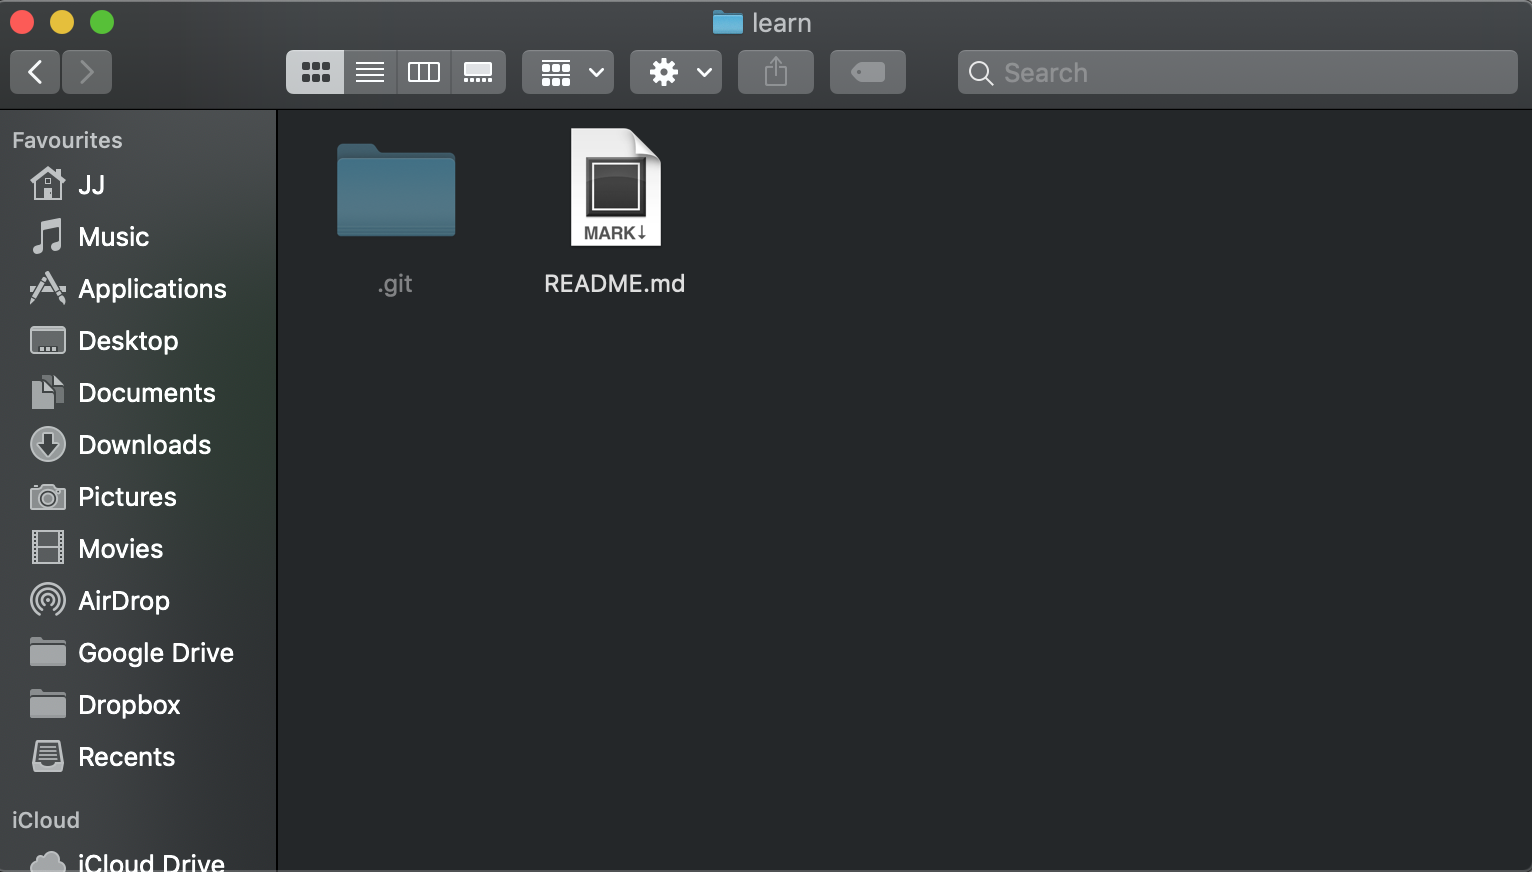 learn
Search
Favourites
JJ
Music
Applications
Desktop
Documents
Downloads
Pictures
Movies
AirDrop
Google Drive
Dropbox
Recents
iCloud
iCloud Drive
MARK↓
.git
README.md